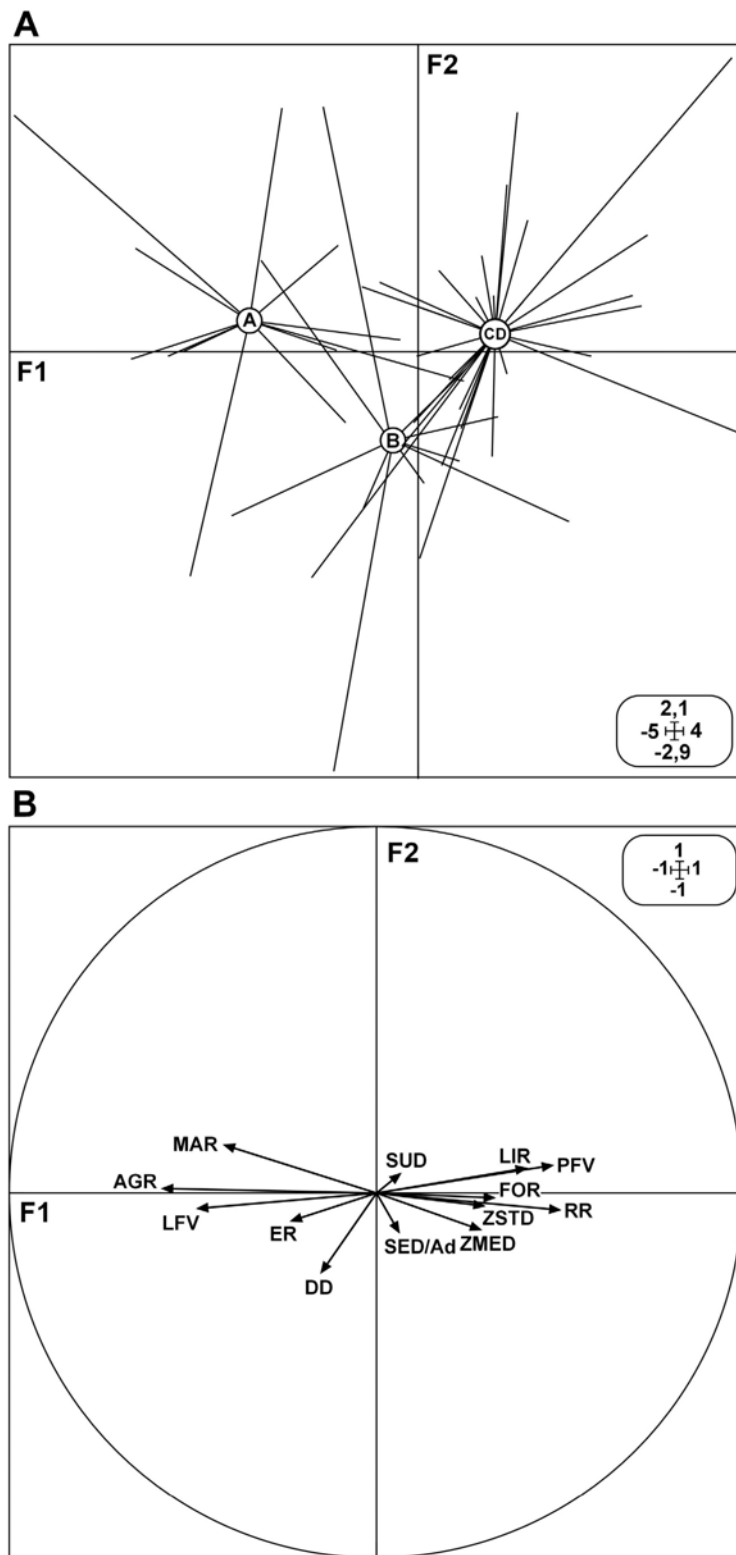 A
F2
A
CD
F1
B
2,1
-5 4
-2,9
B
F2
1
-1 1
-1
MAR
SUD
LIR
PFV
AGR
FOR
F1
LFV
ER
ZSTD
RR
SED/Ad
ZMED
DD